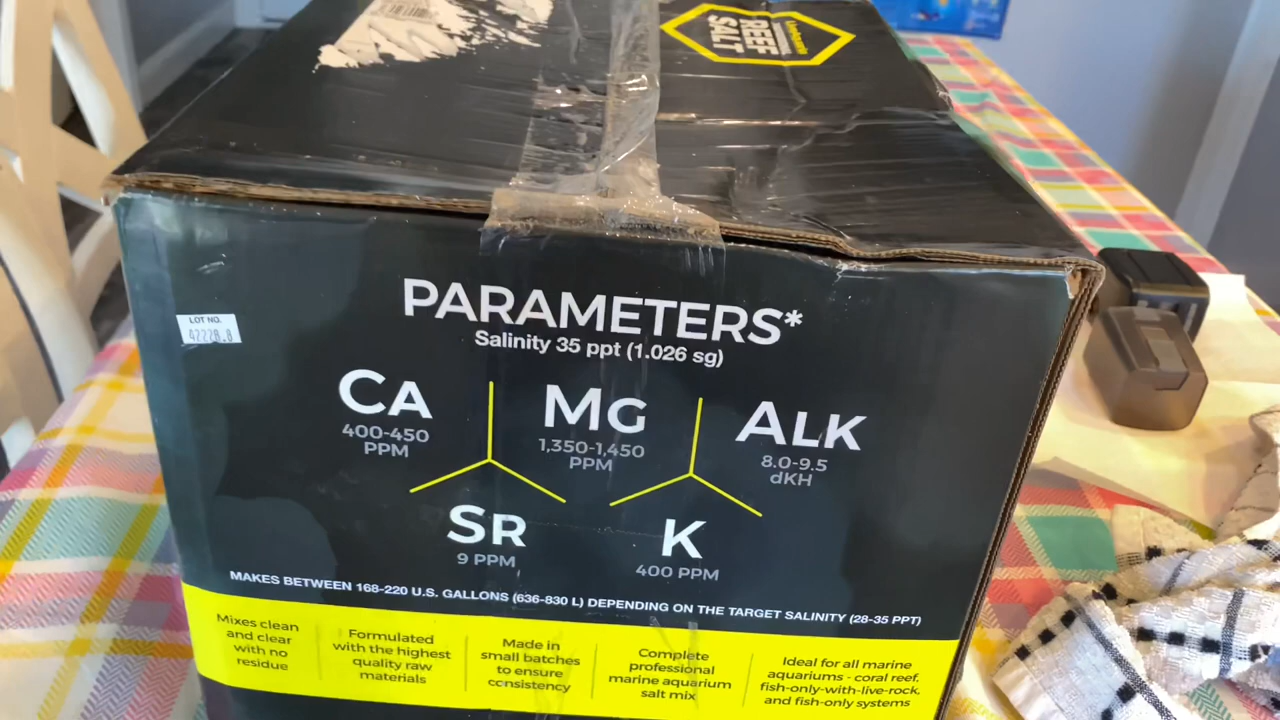 REEF
SALT
PARAMETERS*
Salinity 35 ppt (1.026 sg)
CA
400-450
PPM
MG
1,350-1,450
PPM
ALK
8.0-9.5
dKH
SR
9 PPM
K
400 PPM
LOT NO.
42228.8
MAKES BETWEEN 168-220 U.S. GALLONS (636-830 L) DEPENDING ON THE TARGET SALINITY (28-35 PPT)
Mixes clean
and clear
with no
residue
Formulated
with the highest
quality raw
materials
Made in
small batches
to ensure
consistency
Complete
professional
marine aquarium
salt mix
Ideal for all marine
aquariums - coral reef,
fish-only-with-live-rock,
and fish-only systems